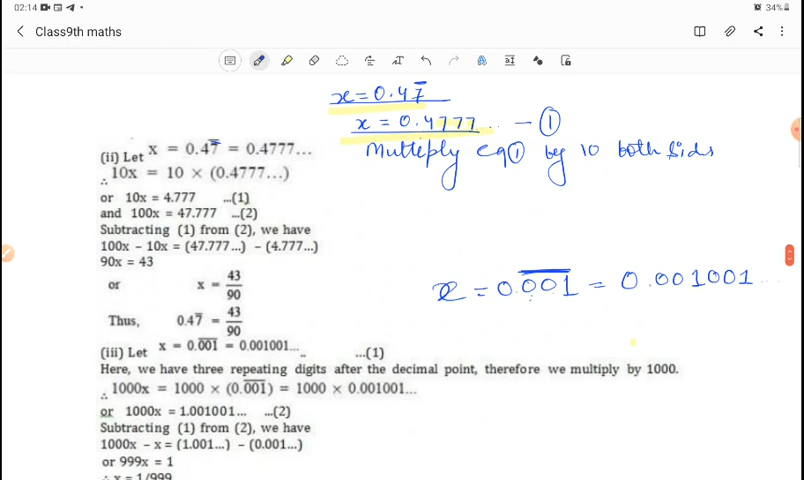 02:14
34%
Class9th maths
x = 0.47̅
x = 0.4777... — ①
Multeply eq① by 10 both Sids
(ii) Let x = 0.47̅ = 0.4777...
∴ 10x = 10 × (0.4777...)
or 10x = 4.777 ...(1)
and 100x = 47.777 ...(2)
Subtracting (1) from (2), we have
100x − 10x = (47.777...) − (4.777...)
90x = 43
or x = 43/90
Thus, 0.47̅ = 43/90
x = 0.0̅0̅1̅ = 0.001001...
(iii) Let x = 0.0̅0̅1̅ = 0.001001... ...(1)
Here, we have three repeating digits after the decimal point, therefore we multiply by 1000.
∴ 1000x = 1000 × (0.0̅0̅1̅) = 1000 × 0.001001...
or 1000x = 1.001001... ...(2)
Subtracting (1) from (2), we have
1000x − x = (1.001...) − (0.001...)
or 999x = 1
∴ x = 1/999